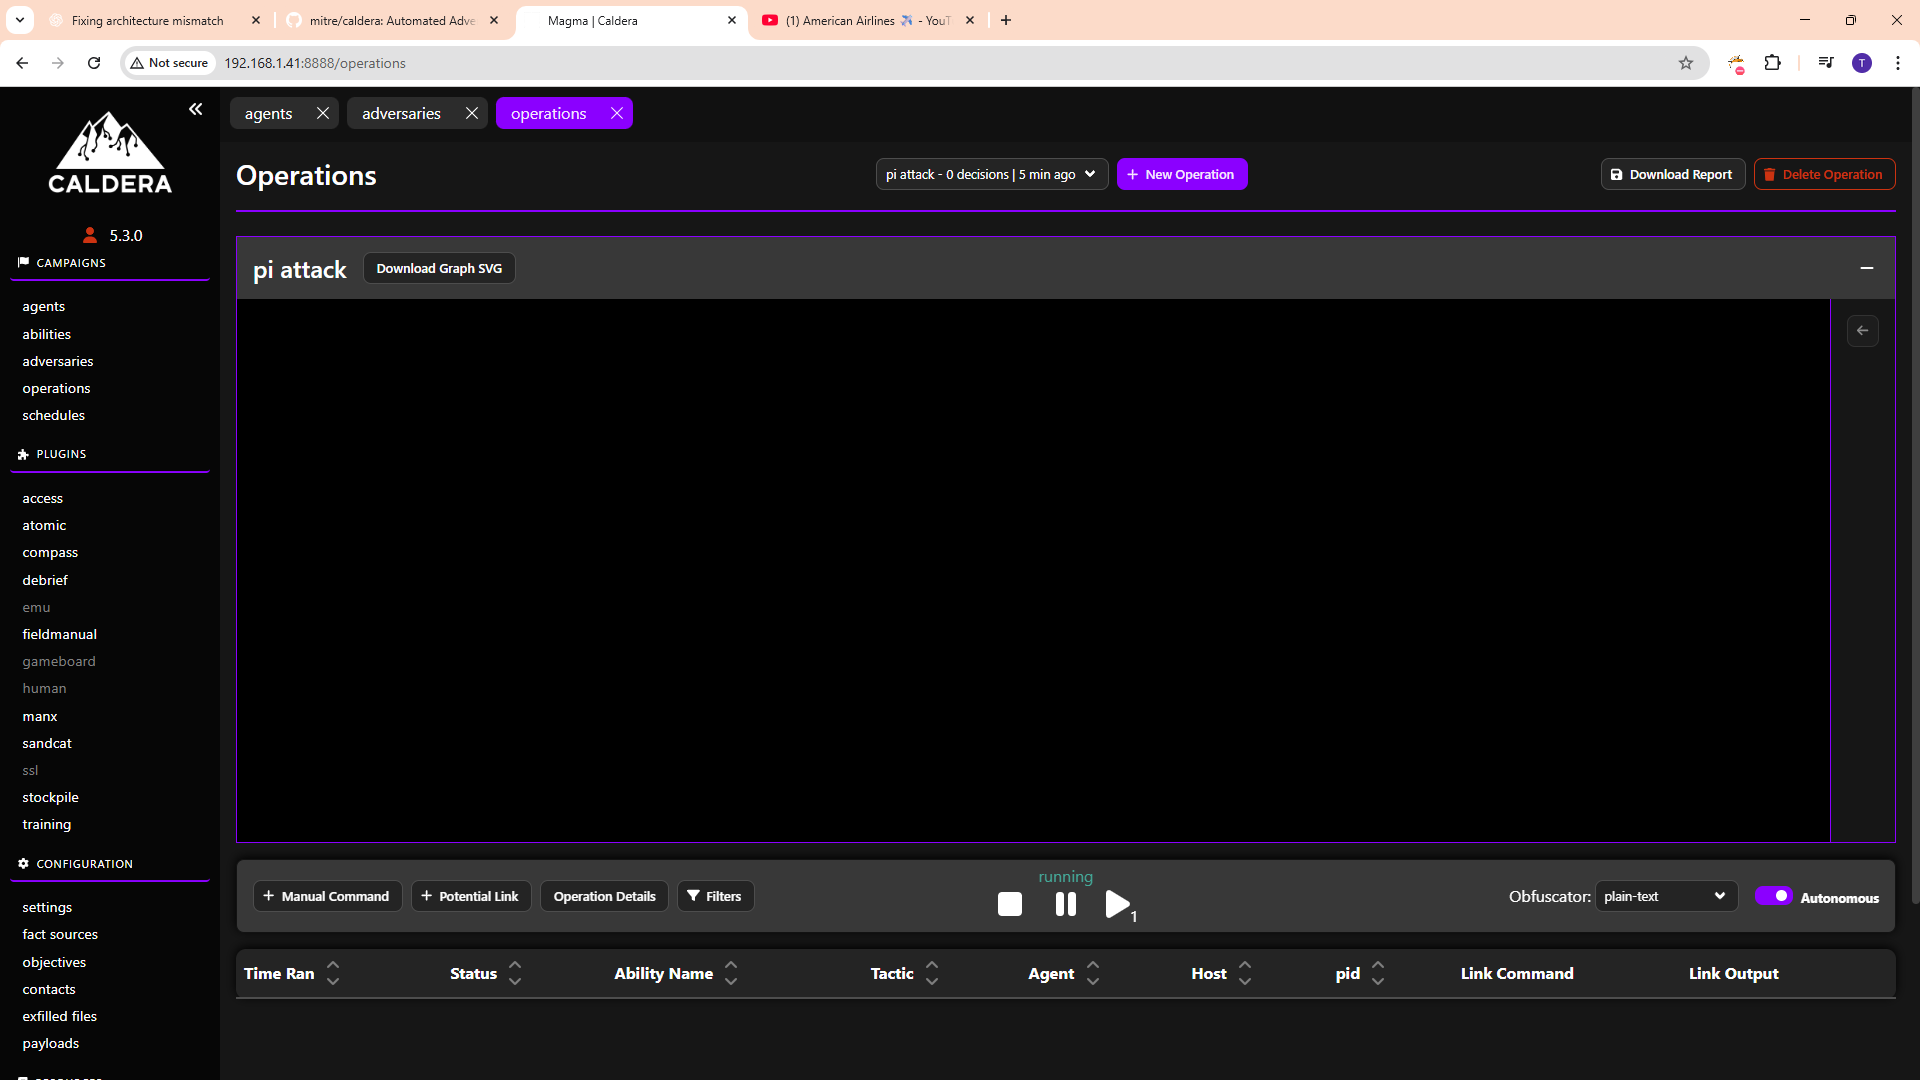 Fixing architecture mismatch
mitre/caldera: Automated Adve
Magma | Caldera
(1) American Airlines ✈️ - YouT
Not secure
192.168.1.41:8888/operations
T
agents
adversaries
operations
CALDERA
5.3.0
Operations
pi attack - 0 decisions | 5 min ago
New Operation
Download Report
Delete Operation
CAMPAIGNS
agents
abilities
adversaries
operations
schedules
PLUGINS
access
atomic
compass
debrief
emu
fieldmanual
gameboard
human
manx
sandcat
ssl
stockpile
training
CONFIGURATION
settings
fact sources
objectives
contacts
exfilled files
payloads
pi attack
Download Graph SVG
Manual Command
Potential Link
Operation Details
Filters
running
1
Obfuscator:
plain-text
Autonomous
Time Ran
Status
Ability Name
Tactic
Agent
Host
pid
Link Command
Link Output